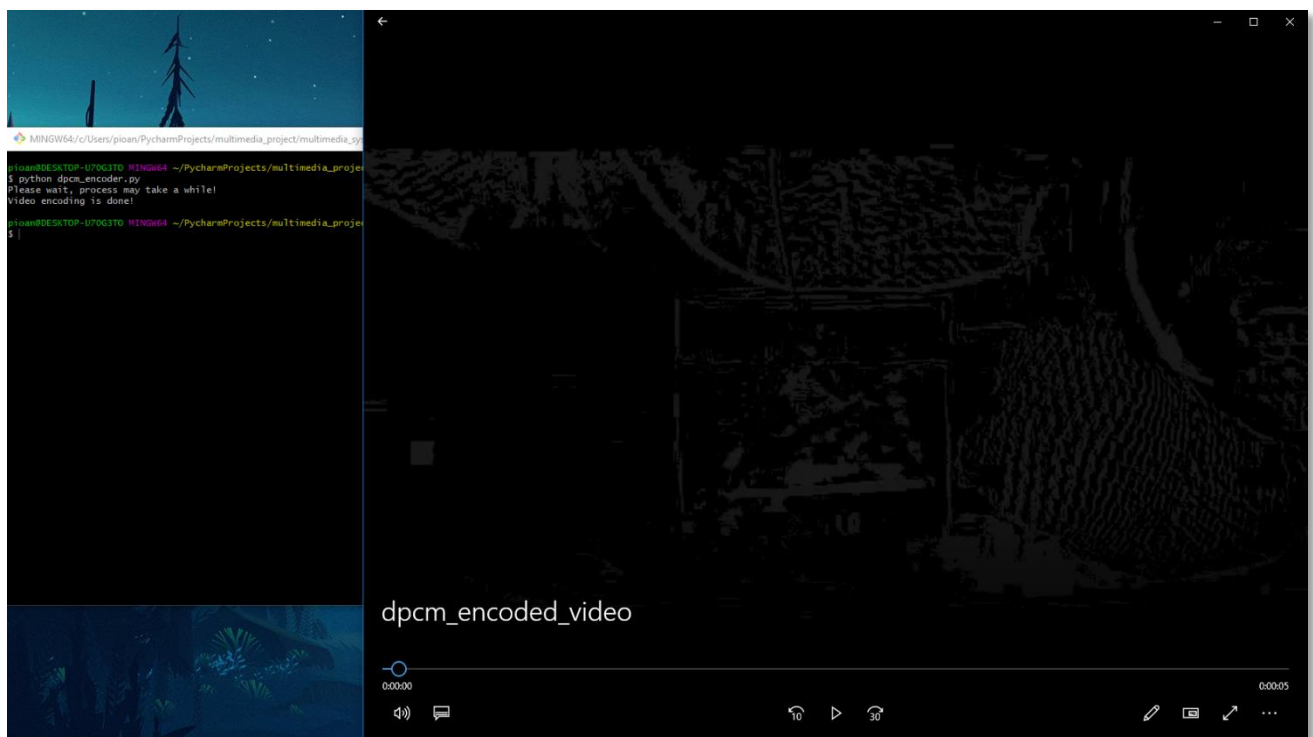 MINGW64:/c/Users/pioan/PycharmProjects/multimedia_project/multimedia_sy
pioan@DESKTOP-U70G3TO MINGW64 ~/PycharmProjects/multimedia_proje
$ python dpcm_encoder.py
Please wait, process may take a while!
Video encoding is done!
pioan@DESKTOP-U70G3TO MINGW64 ~/PycharmProjects/multimedia_proje
$
dpcm_encoded_video
0:00:00
0:00:05
10
30